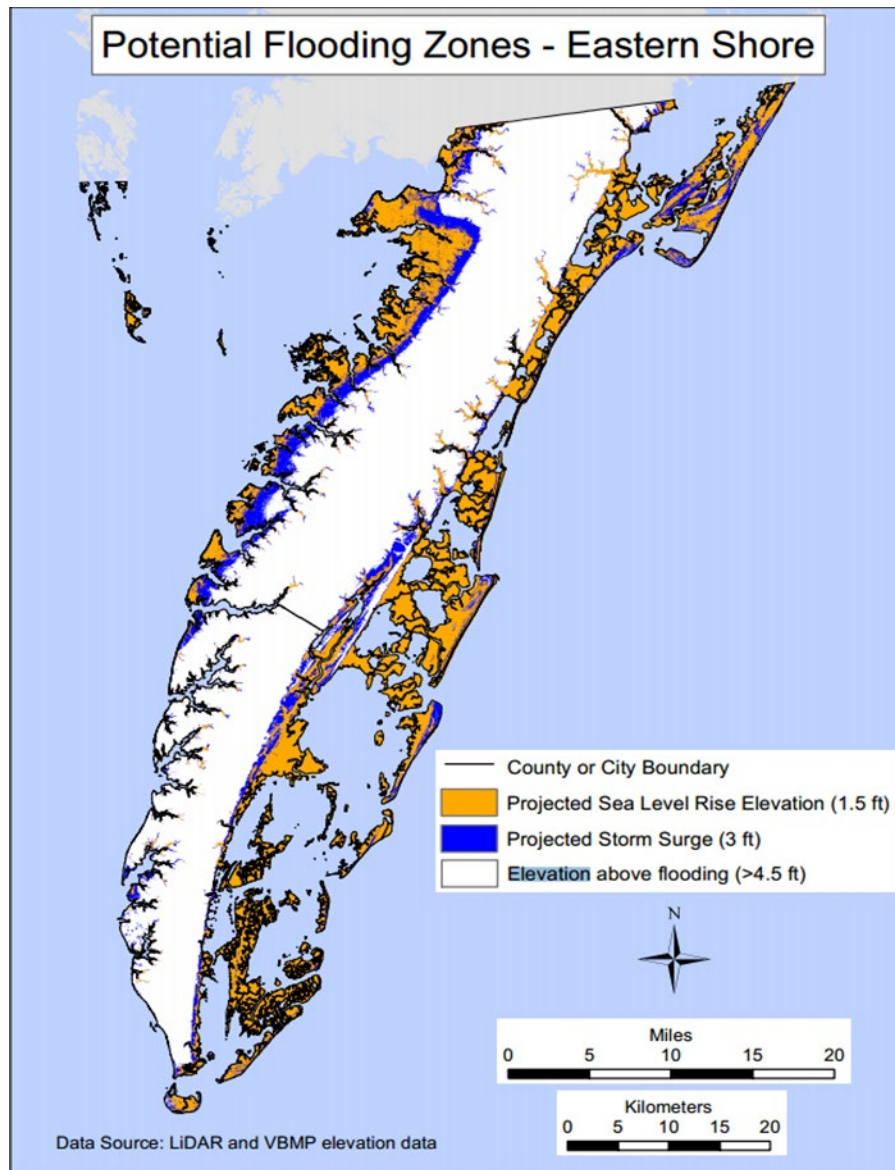 Potential Flooding Zones - Eastern Shore
County or City Boundary
Projected Sea Level Rise Elevation (1.5 ft)
Projected Storm Surge (3 ft)
Elevation above flooding (>4.5 ft)
N
Miles
0 5 10 15 20
Kilometers
0 5 10 15 20
Data Source: LiDAR and VBMP elevation data